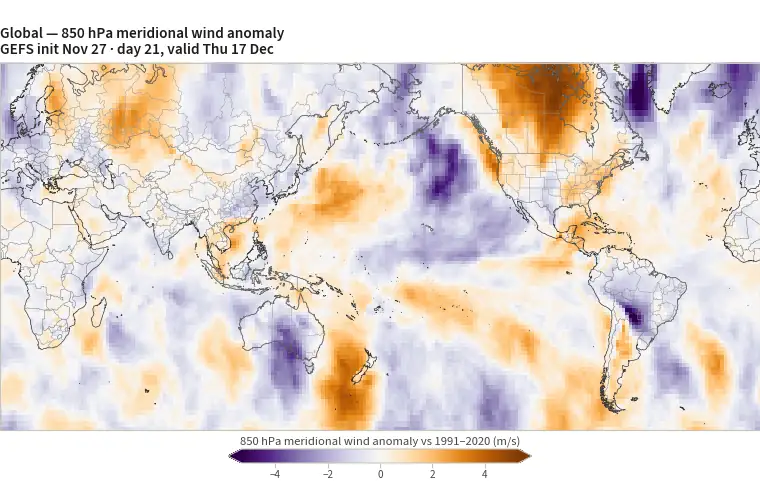 Global — 850 hPa meridional wind anomaly
GEFS init Nov 27 · day 21, valid Thu 17 Dec
850 hPa meridional wind anomaly vs 1991–2020 (m/s)
−4 −2 0 2 4